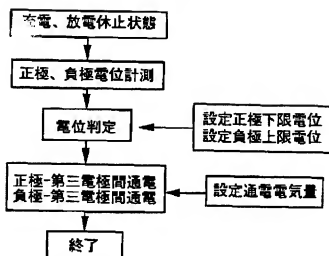 充電、放電休止状態
正極、負極電位計測
電位判定
設定正極下限電位
設定負極上限電位
正極-第三電極間通電
負極-第三電極間通電
設定通電電気量
終了